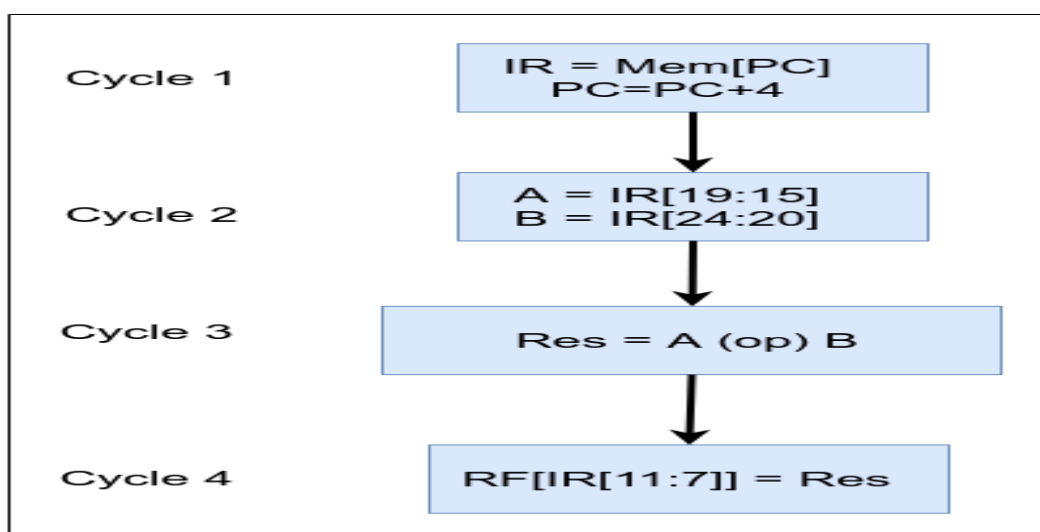 Cycle 1
IR = Mem[PC]
PC=PC+4
Cycle 2
A = IR[19:15]
B = IR[24:20]
Cycle 3
Res = A (op) B
Cycle 4
RF[IR[11:7]] = Res